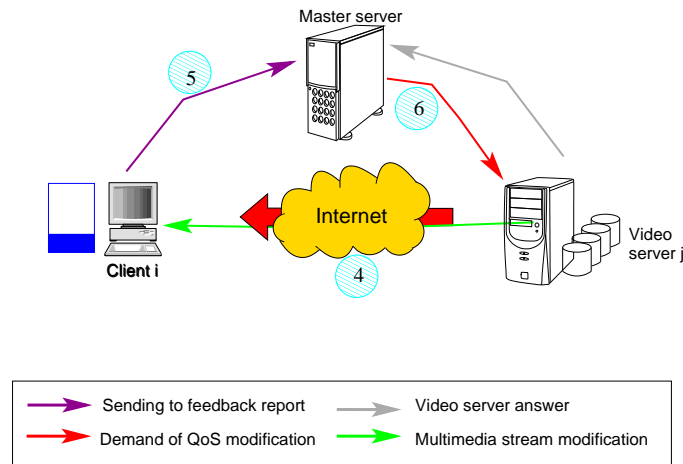 Master server
5
6
Internet
Client i
Video
server j
4
Sending to feedback report
Video server answer
Demand of QoS modification
Multimedia stream modification